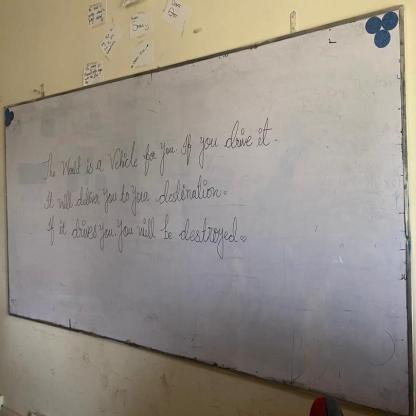 The World is a Vehicle for you. If you drive it.
It will deliver you to your destination.
If it drives you. You will be destroyed.